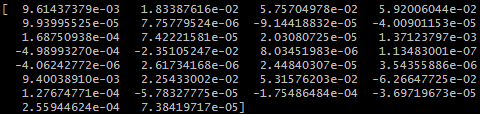 [  9.61437379e-03   1.83387616e-02   5.75704978e-02   5.92006044e-02
   9.93995525e-05   7.75779524e-06  -9.14418832e-05  -4.00901153e-05
   1.68750938e-04   7.42221581e-05   2.03080725e-05   1.37123797e-03
  -4.98993270e-04  -2.35105247e-02   8.03451983e-06   1.13483001e-07
  -4.06242772e-06   2.61734168e-06   2.44840307e-05   3.54355886e-06
   9.40038910e-03   2.25433002e-02   5.31576203e-02  -6.26647725e-02
   1.27674771e-04  -5.78327775e-05  -1.75486484e-04  -3.69719673e-05
   2.55944624e-04   7.38419717e-05]